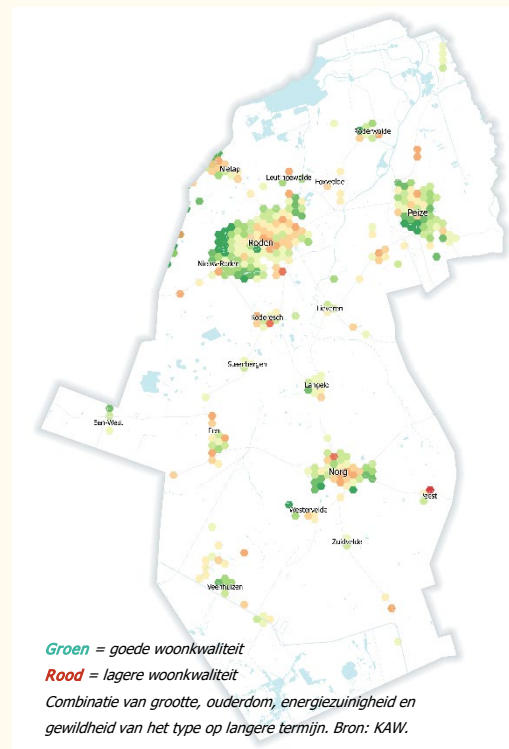 Roderwolde
Nietap
Leutingewolde
Foxwolde
Peize
Roden
Nieuw-Roden
Lieveren
Roderesch
Steenbergen
Langelo
Een-West
Een
Norg
Peest
Westervelde
Zuidvelde
Veenhuizen
Groen = goede woonkwaliteit
Rood = lagere woonkwaliteit
Combinatie van grootte, ouderdom, energiezuinigheid en
gewildheid van het type op langere termijn. Bron: KAW.